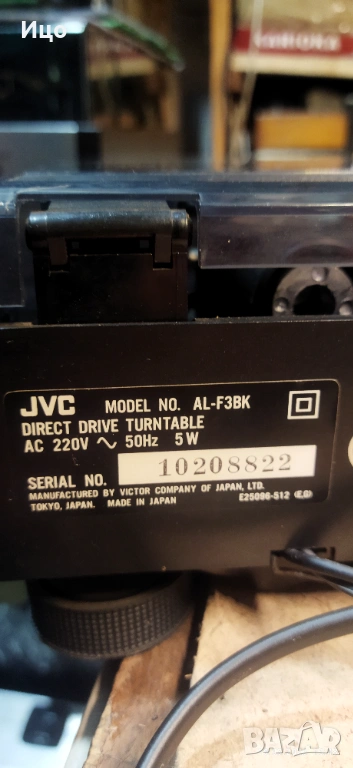 Ицо
JVC MODEL NO. AL-F3BK
DIRECT DRIVE TURNTABLE
AC 220V ~ 50Hz 5W
SERIAL NO. 10208822
MANUFACTURED BY VICTOR COMPANY OF JAPAN, LTD.
TOKYO, JAPAN. MADE IN JAPAN E25096-512
BAZAR